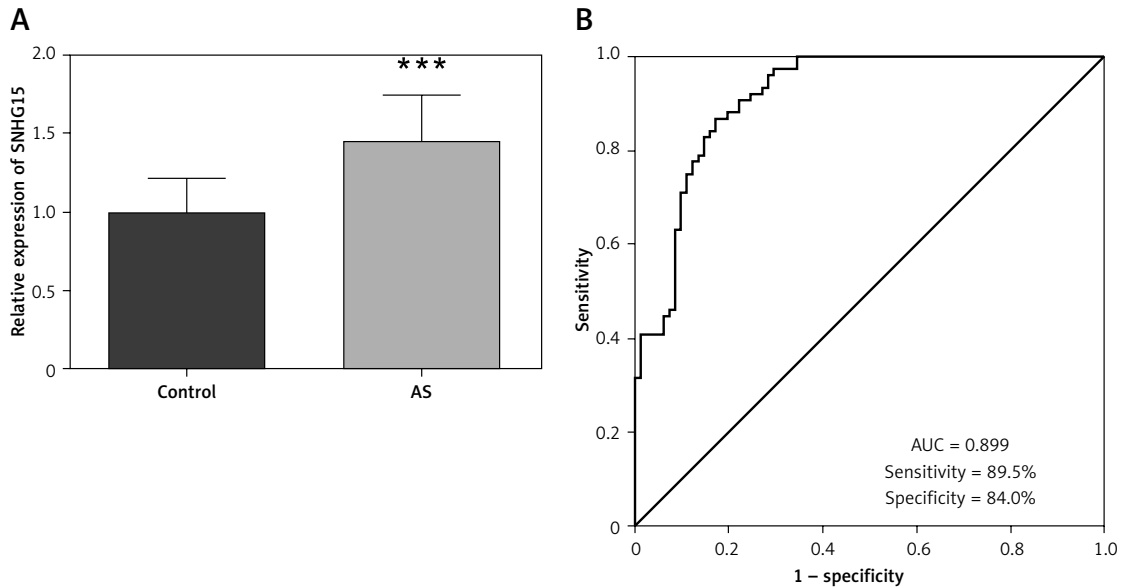 A
Relative expression of SNHG15
2.0
1.5
1.0
0.5
0
***
Control
AS
B
Sensitivity
1.0
0.8
0.6
0.4
0.2
0
AUC = 0.899
Sensitivity = 89.5%
Specificity = 84.0%
0
0.2
0.4
0.6
0.8
1.0
1 – specificity